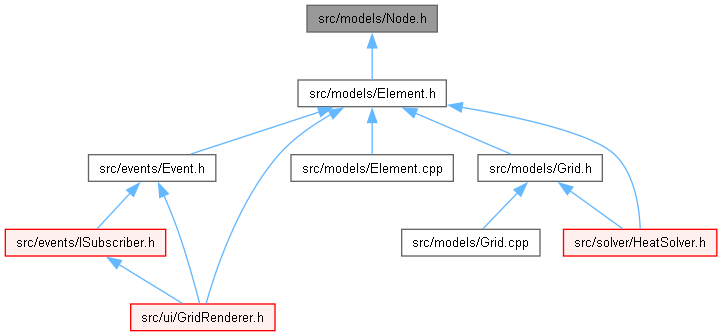 src/models/Node.h
src/models/Element.h
src/events/Event.h
src/models/Element.cpp
src/models/Grid.h
src/events/ISubscriber.h
src/models/Grid.cpp
src/solver/HeatSolver.h
src/ui/GridRenderer.h